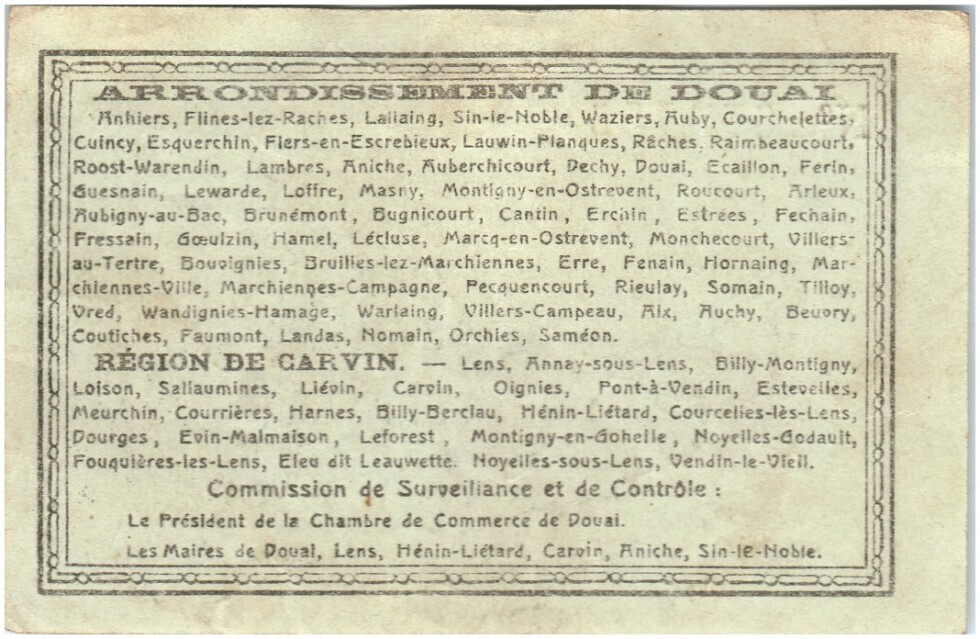 ARRONDISSEMENT DE DOUAI
Anhiers, Flines-lez-Raches, Lallaing, Sin-le-Noble, Waziers, Auby, Courchelettes,
Cuincy, Esquerchin, Flers-en-Escrebieux, Lauwin-Planques, Râches, Raimbeaucourt,
Roost-Warendin, Lambres, Aniche, Auberchicourt, Dechy, Douai, Ecaillon, Ferin,
Guesnain, Lewarde, Loffre, Masny, Montigny-en-Ostrevent, Roucourt, Arleux,
Aubigny-au-Bac, Brunémont, Bugnicourt, Cantin, Erchin, Estrées, Fechain,
Fressain, Gœulzin, Hamel, Lécluse, Marcq-en-Ostrevent, Monchecourt, Villers-
au-Tertre, Bouvignies, Bruilles-lez-Marchiennes, Erre, Fenain, Hornaing, Mar-
chiennes-Ville, Marchiennes-Campagne, Pecquencourt, Rieulay, Somain, Tilloy,
Vred, Wandignies-Hamage, Warlaing, Villers-Campeau, Aix, Auchy, Beuvry,
Coutiches, Faumont, Landas, Nomain, Orchies, Saméon.
RÉGION DE CARVIN. — Lens, Annay-sous-Lens, Billy-Montigny,
Loison, Sallaumines, Liévin, Carvin, Oignies, Pont-à-Vendin, Estevelles,
Meurchin, Courrières, Harnes, Billy-Berclau, Hénin-Liétard, Courcelles-lès-Lens,
Dourges, Evin-Malmaison, Leforest, Montigny-en-Gohelle, Noyelles-Godault,
Fouquières-les-Lens, Eleu dit Leauwette. Noyelles-sous-Lens, Vendin-le-Vieil.
Commission de Surveillance et de Contrôle :
Le Président de la Chambre de Commerce de Douai.
Les Maires de Douai, Lens, Hénin-Liétard, Carvin, Aniche, Sin-le-Noble.